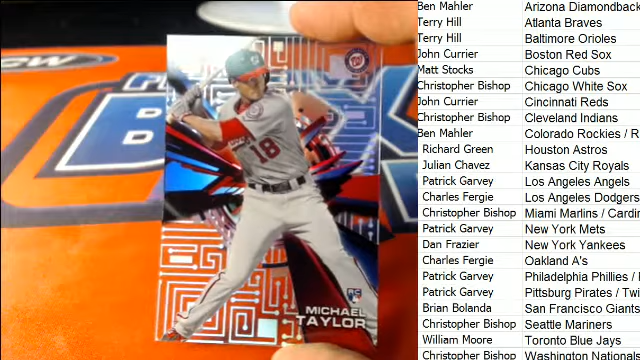 18
MICHAEL
TAYLOR
RC
Ben Mahler Arizona Diamondback
Terry Hill Atlanta Braves
Terry Hill Baltimore Orioles
John Currier Boston Red Sox
Matt Stocks Chicago Cubs
Christopher Bishop Chicago White Sox
John Currier Cincinnati Reds
Christopher Bishop Cleveland Indians
Ben Mahler Colorado Rockies / R
Richard Green Houston Astros
Julian Chavez Kansas City Royals
Patrick Garvey Los Angeles Angels
Charles Fergie Los Angeles Dodgers
Christopher Bishop Miami Marlins / Cardin
Patrick Garvey New York Mets
Dan Frazier New York Yankees
Charles Fergie Oakland A's
Patrick Garvey Philadelphia Phillies /
Patrick Garvey Pittsburg Pirates / Twi
Brian Bolanda San Francisco Giants
Christopher Bishop Seattle Mariners
William Moore Toronto Blue Jays
Christopher Bishop Washington Nationals